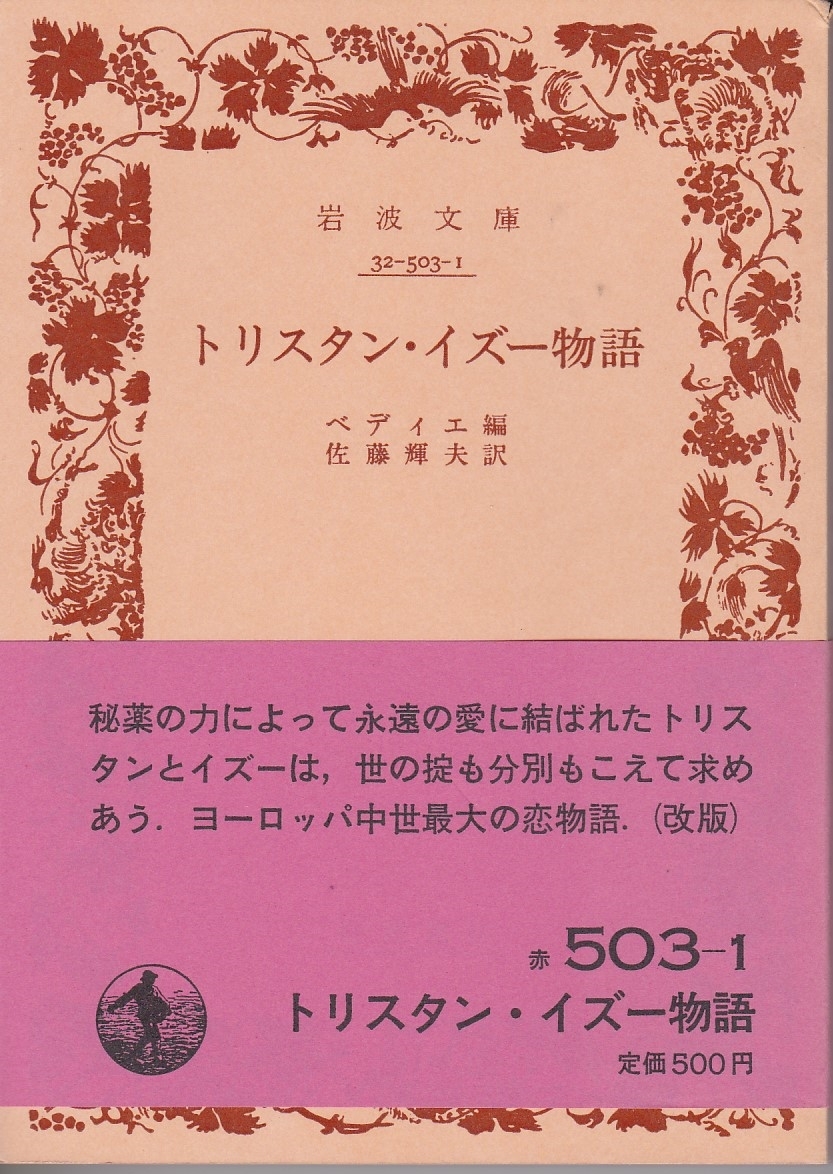 岩波文庫
32-503-1
トリスタン・イズー物語
ベディエ編
佐藤輝夫訳
秘薬の力によって永遠の愛に結ばれたトリス
タンとイズーは，世の掟も分別もこえて求め
あう．ヨーロッパ中世最大の恋物語．（改版）
赤 503-1
トリスタン・イズー物語
定価500円